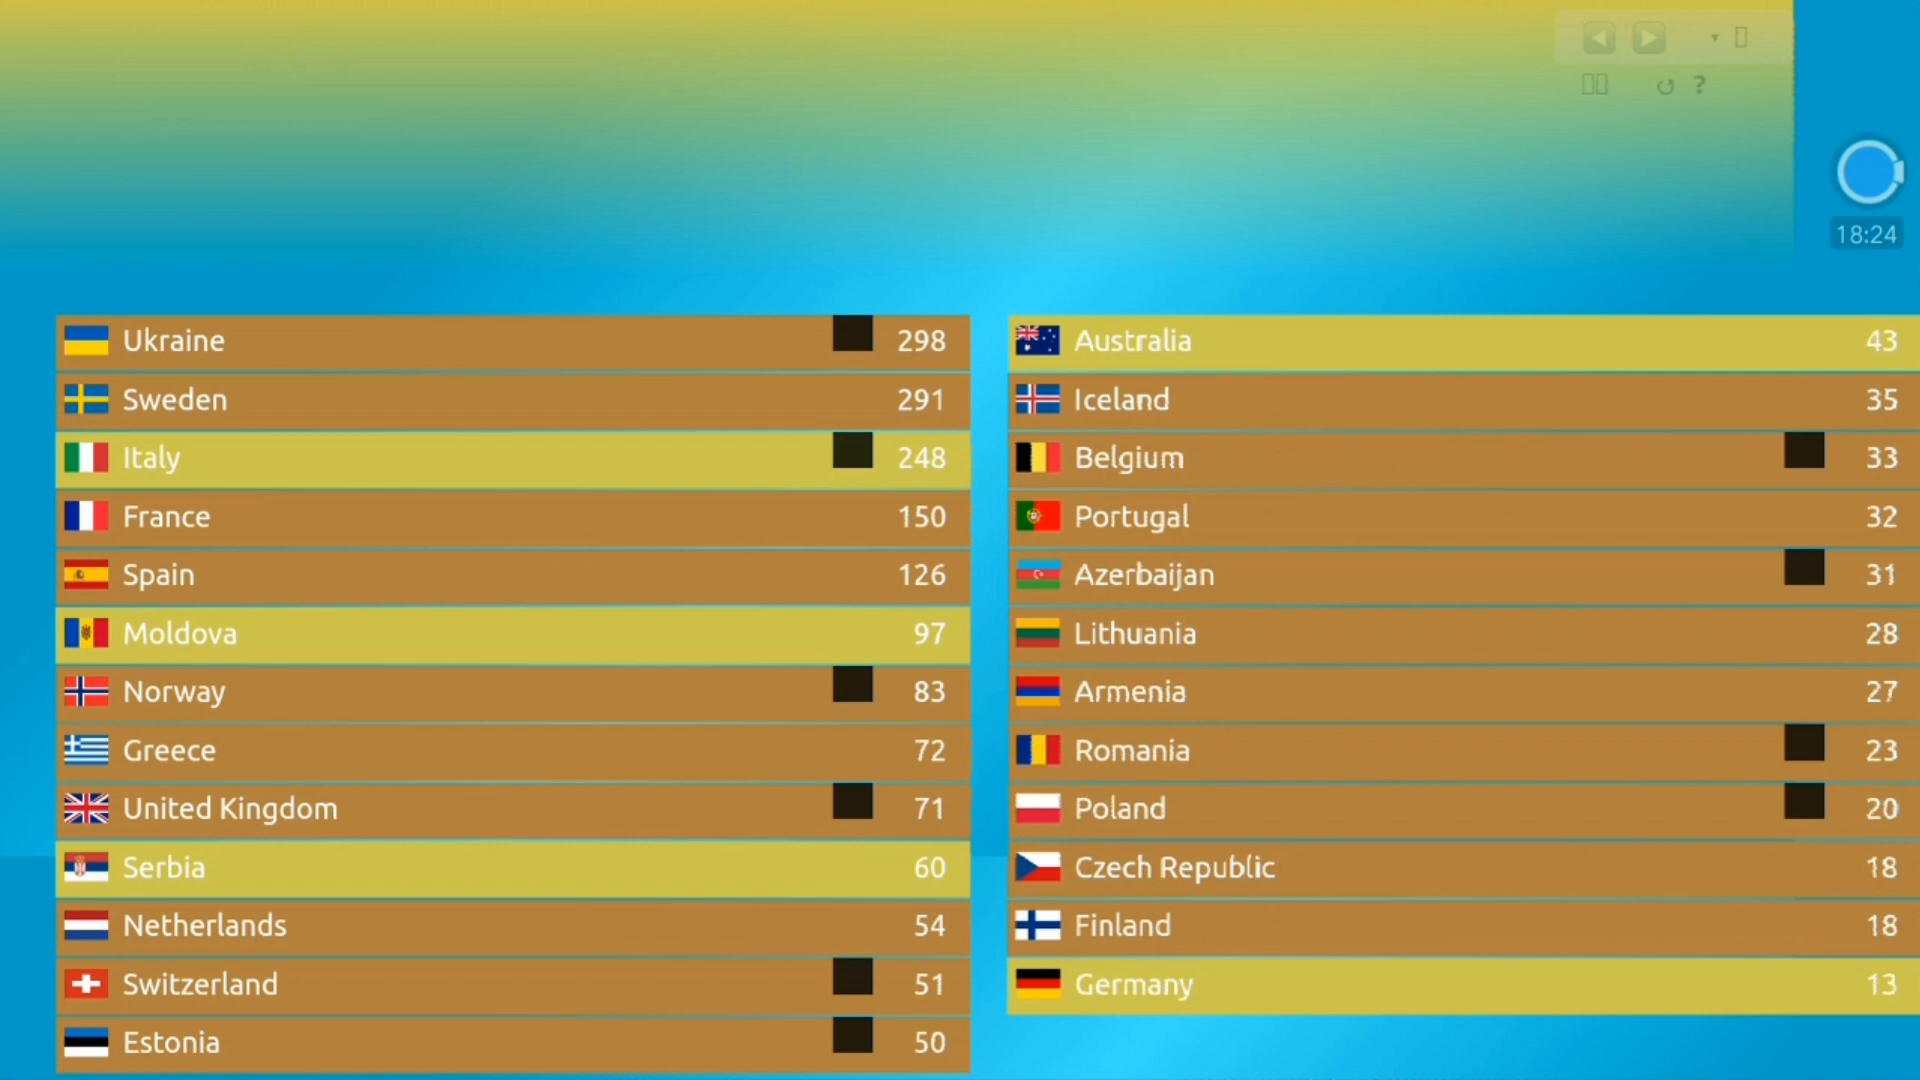 ?
18:24
Ukraine 298
Sweden 291
Italy 248
France 150
Spain 126
Moldova 97
Norway 83
Greece 72
United Kingdom 71
Serbia 60
Netherlands 54
Switzerland 51
Estonia 50
Australia 43
Iceland 35
Belgium 33
Portugal 32
Azerbaijan 31
Lithuania 28
Armenia 27
Romania 23
Poland 20
Czech Republic 18
Finland 18
Germany 13